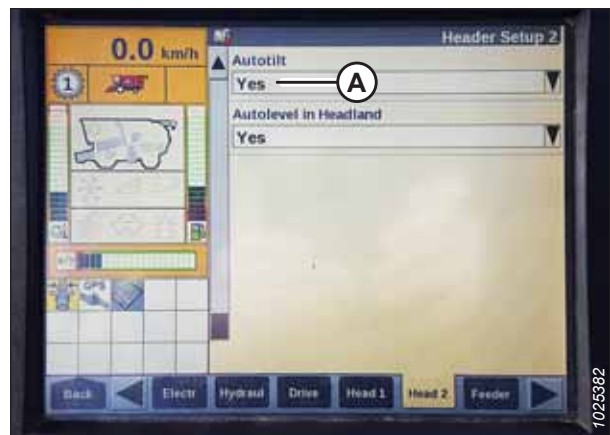 Header Setup 2
0.0 km/h
Autotilt
1
Yes
A
Autolevel in Headland
Yes
Back
Electr
Hydraul
Drive
Head 1
Head 2
Feeder
1025382